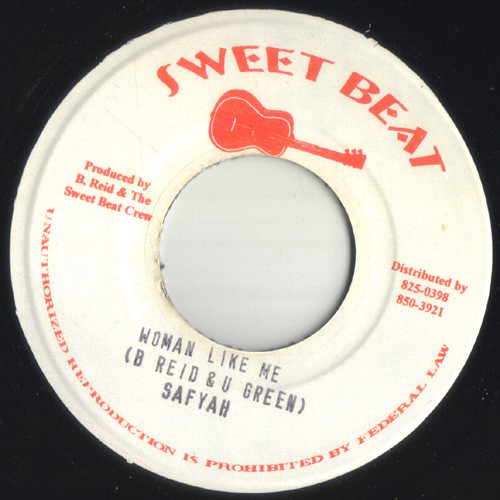 SWEET BEAT
Produced by
B. Reid & The
Sweet Beat Crew
Distributed by
825-0398
850-3921
WOMAN LIKE ME
(B REID & U GREEN)
SAFYAH
UNAUTHORIZED REPRODUCTION IS PROHIBITED BY FEDERAL LAW